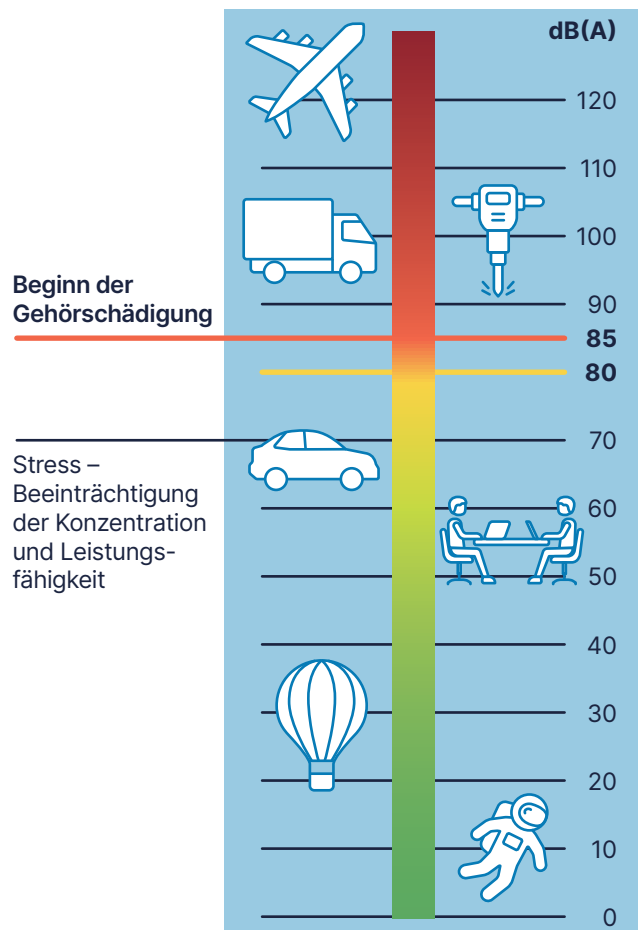 dB(A)
120
110
100
90
Beginn der
Gehörschädigung
85
80
70
Stress –
Beeinträchtigung
der Konzentration
und Leistungs-
fähigkeit
60
50
40
30
20
10
0